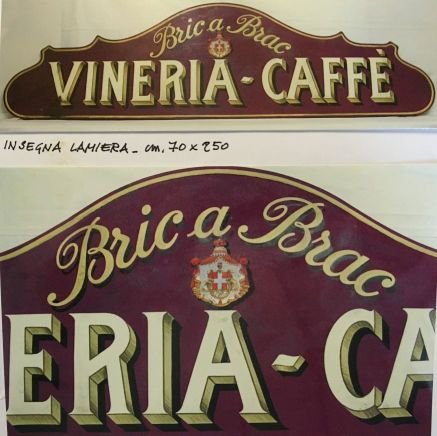 Bric a Brac
VINERIA - CAFFÈ
INSEGNA LAMIERA - cm. 70 x 250
Bric a Brac
ERIA - CA